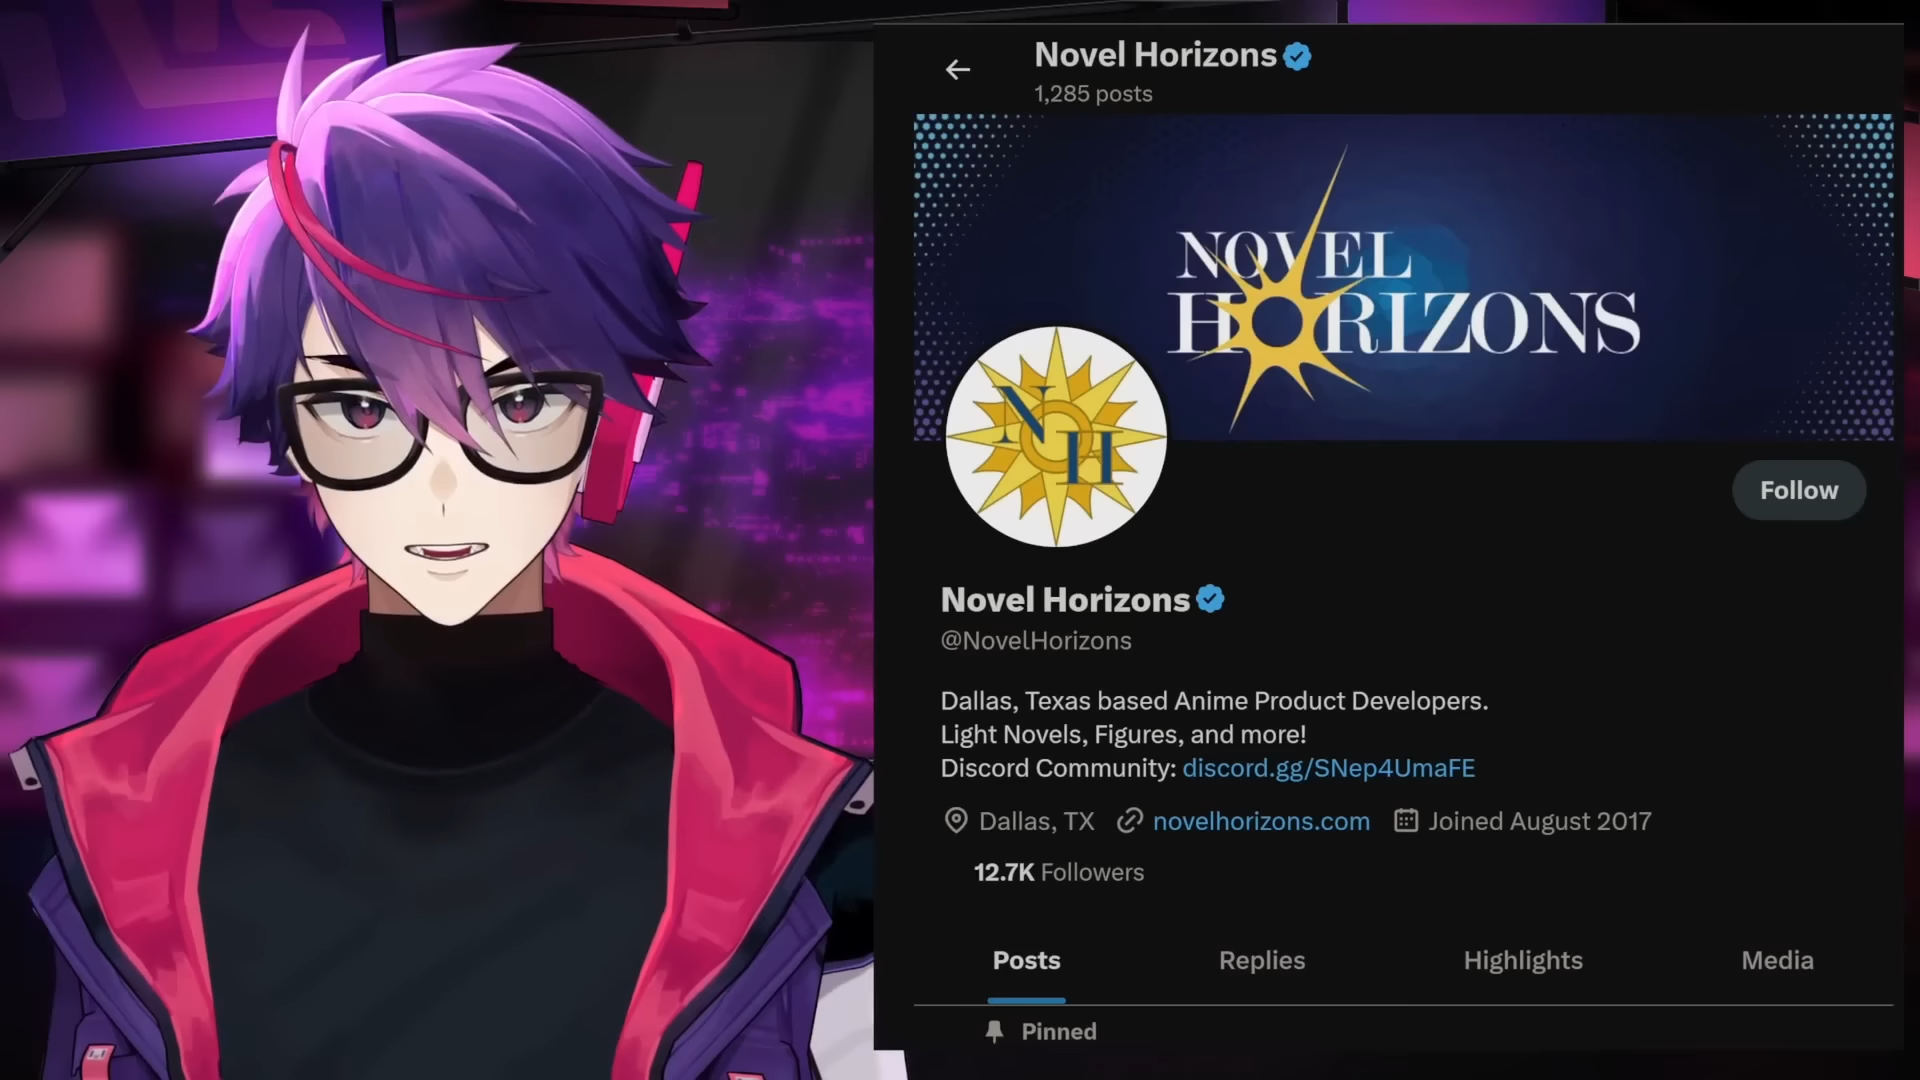 Novel Horizons
1,285 posts
NOVEL
HORIZONS
NH
Follow
Novel Horizons
@NovelHorizons
Dallas, Texas based Anime Product Developers.
Light Novels, Figures, and more!
Discord Community: discord.gg/SNep4UmaFE
Dallas, TX novelhorizons.com Joined August 2017
12.7K Followers
Posts Replies Highlights Media
Pinned